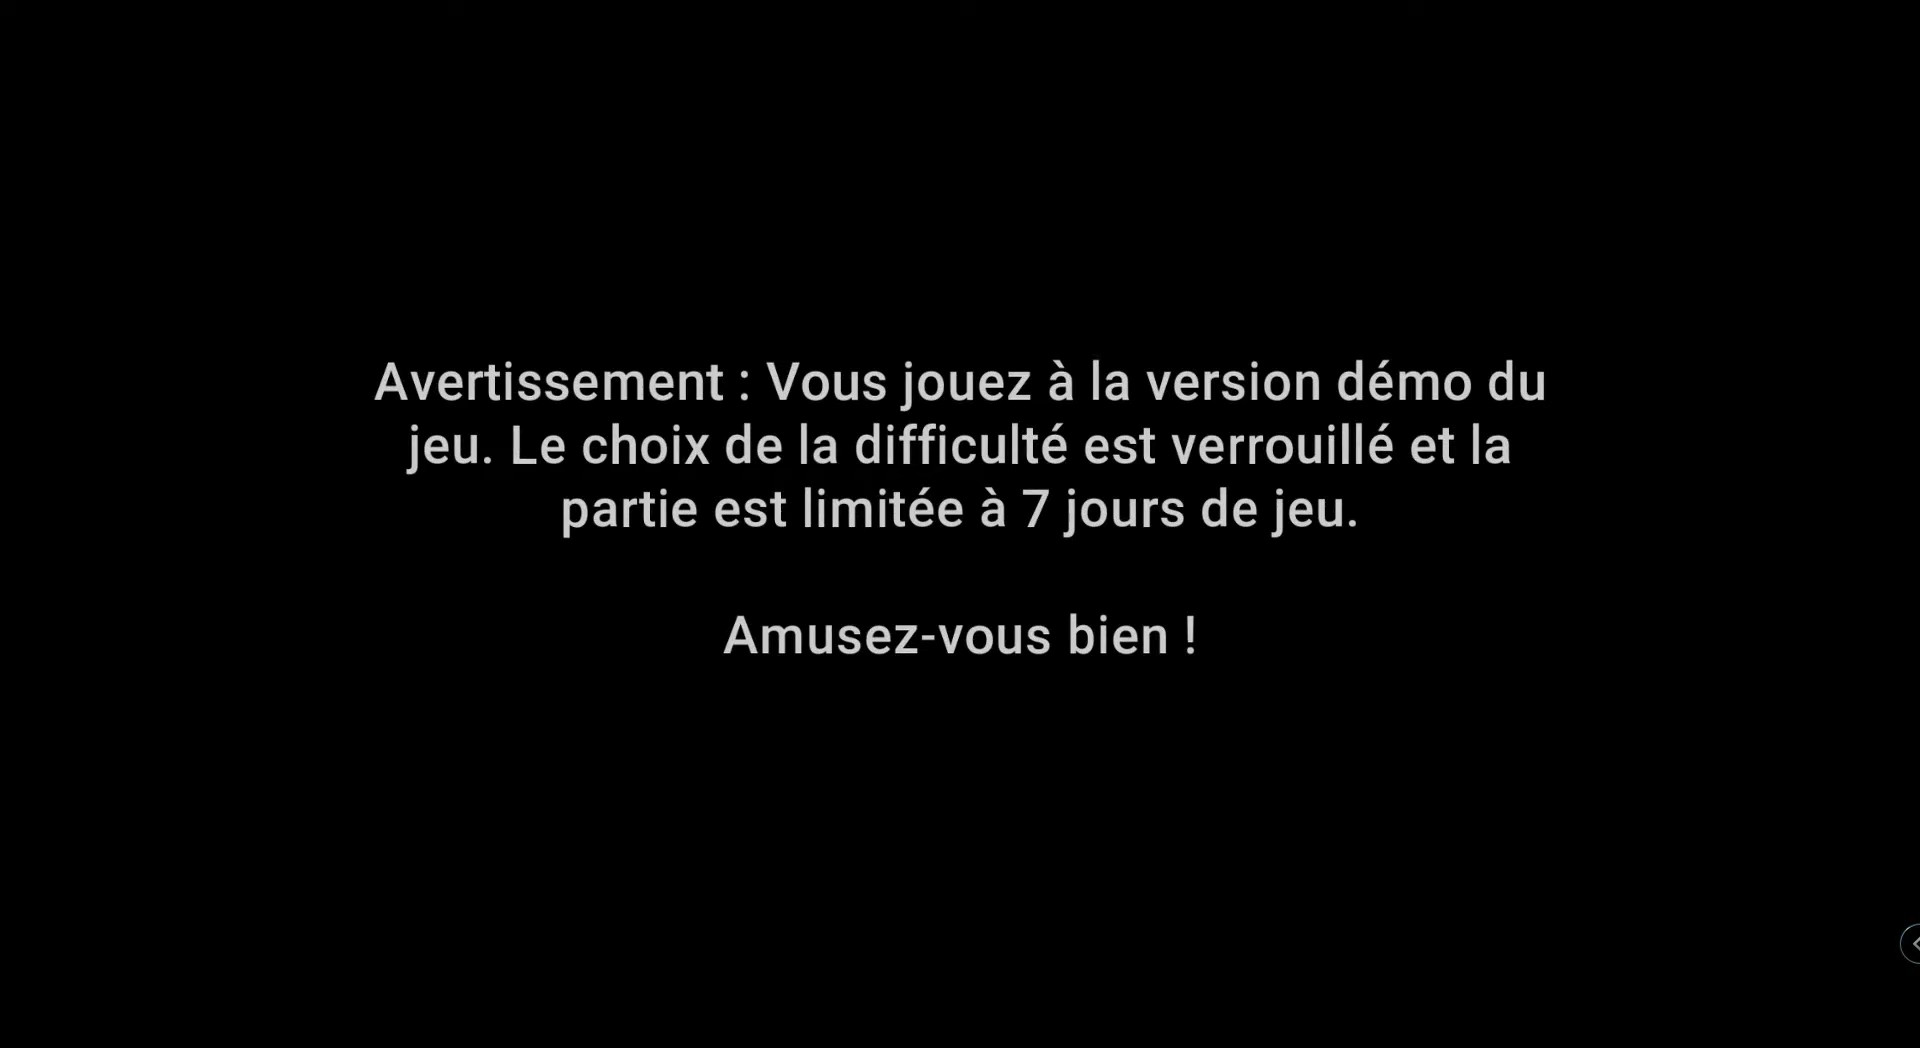 Avertissement : Vous jouez à la version démo du
jeu. Le choix de la difficulté est verrouillé et la
partie est limitée à 7 jours de jeu.
Amusez-vous bien !